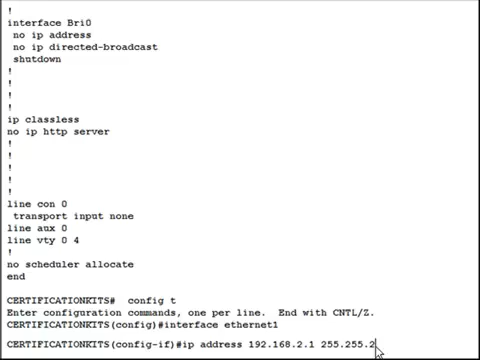 !
interface Bri0
no ip address
no ip directed-broadcast
shutdown
!
!
!
!
ip classless
no ip http server
!
!
!
!
!
line con 0
transport input none
line aux 0
line vty 0 4
!
no scheduler allocate
end
CERTIFICATIONKITS# config t
Enter configuration commands, one per line. End with CNTL/Z.
CERTIFICATIONKITS(config)#interface ethernet1
CERTIFICATIONKITS(config-if)#ip address 192.168.2.1 255.255.2